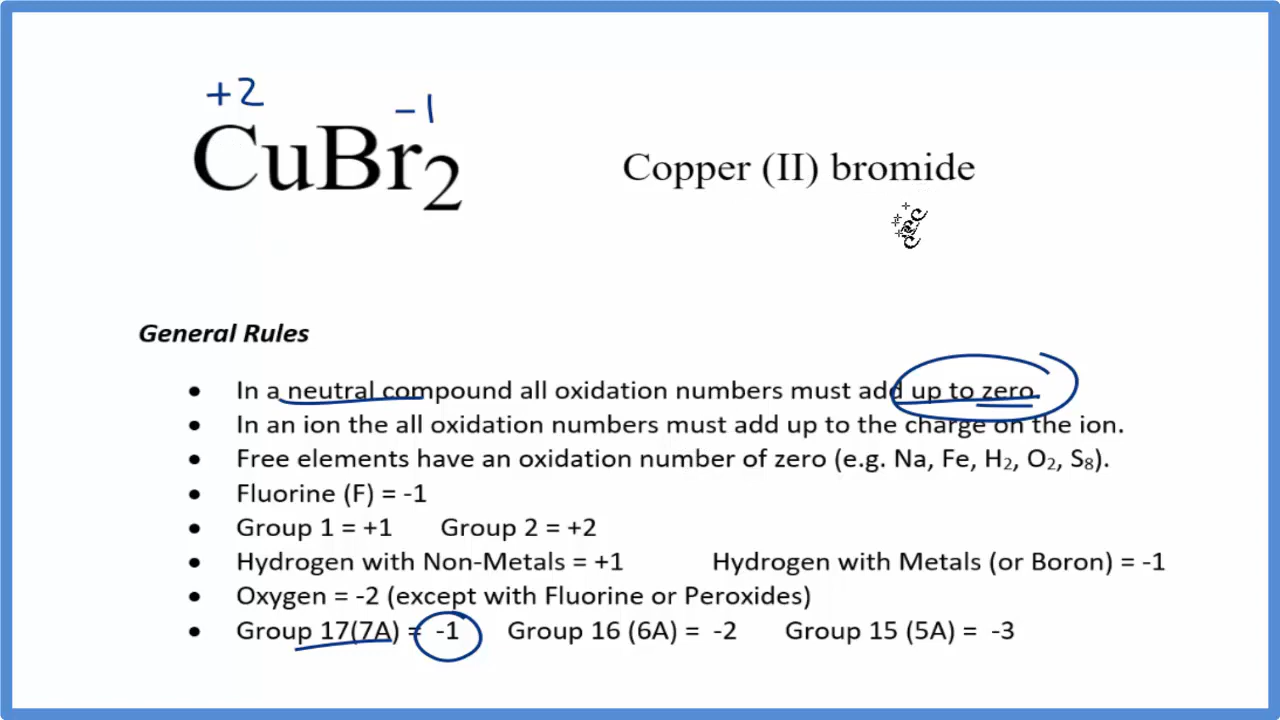 +2 -1
CuBr₂ Copper (II) bromide
General Rules
• In a neutral compound all oxidation numbers must add up to zero.
• In an ion the all oxidation numbers must add up to the charge on the ion.
• Free elements have an oxidation number of zero (e.g. Na, Fe, H₂, O₂, S₈).
• Fluorine (F) = -1
• Group 1 = +1 Group 2 = +2
• Hydrogen with Non-Metals = +1 Hydrogen with Metals (or Boron) = -1
• Oxygen = -2 (except with Fluorine or Peroxides)
• Group 17(7A) = -1 Group 16 (6A) = -2 Group 15 (5A) = -3